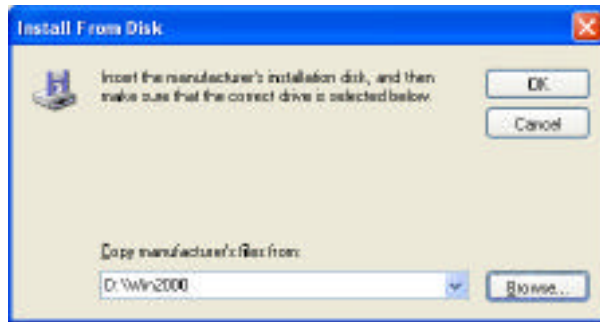 Install From Disk
Insert the manufacturer's installation disk, and then
make sure that the correct drive is selected below.
OK
Cancel
Copy manufacturer's files from:
D:\Win2000
Browse...